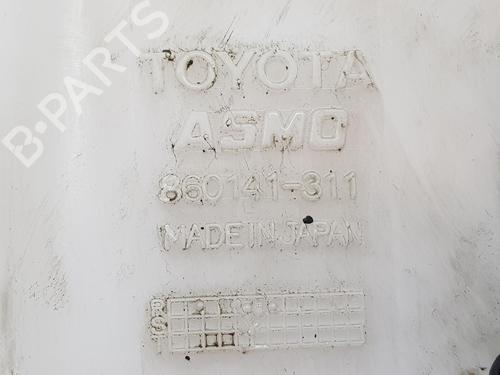 B-PARTS
TOYOTA
ASMO
860141-311
MADE IN JAPAN